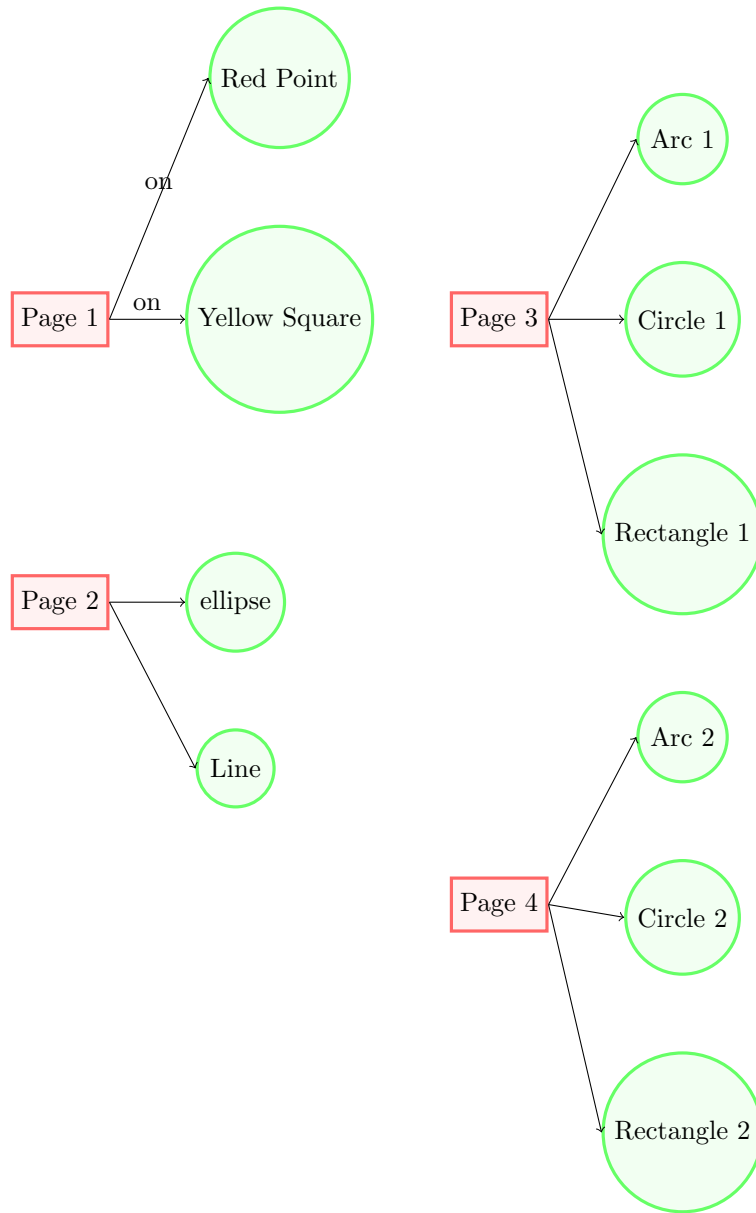 Red Point
on
Page 1
on
Yellow Square
Page 2
ellipse
Line
Arc 1
Page 3
Circle 1
Rectangle 1
Arc 2
Page 4
Circle 2
Rectangle 2